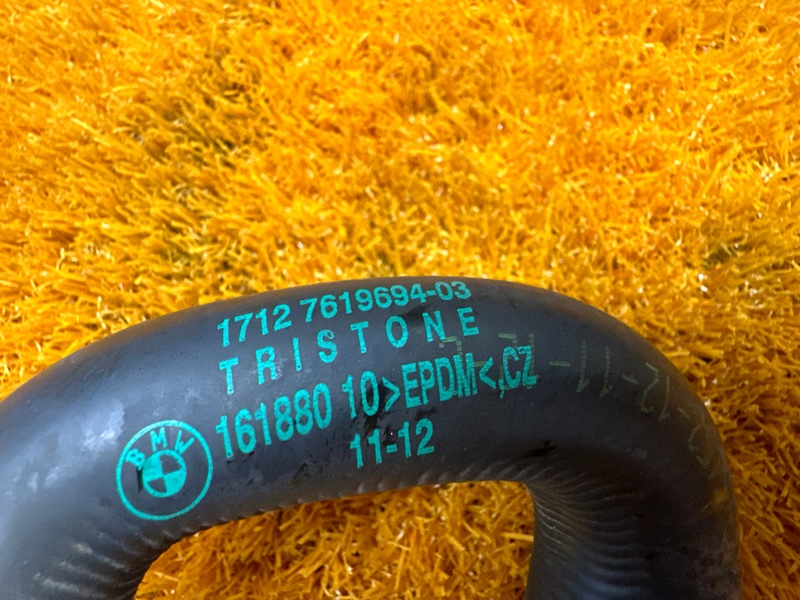 1712 7619694-03
TRISTONE
161880 10>EPDM<,CZ
11-12
BMW